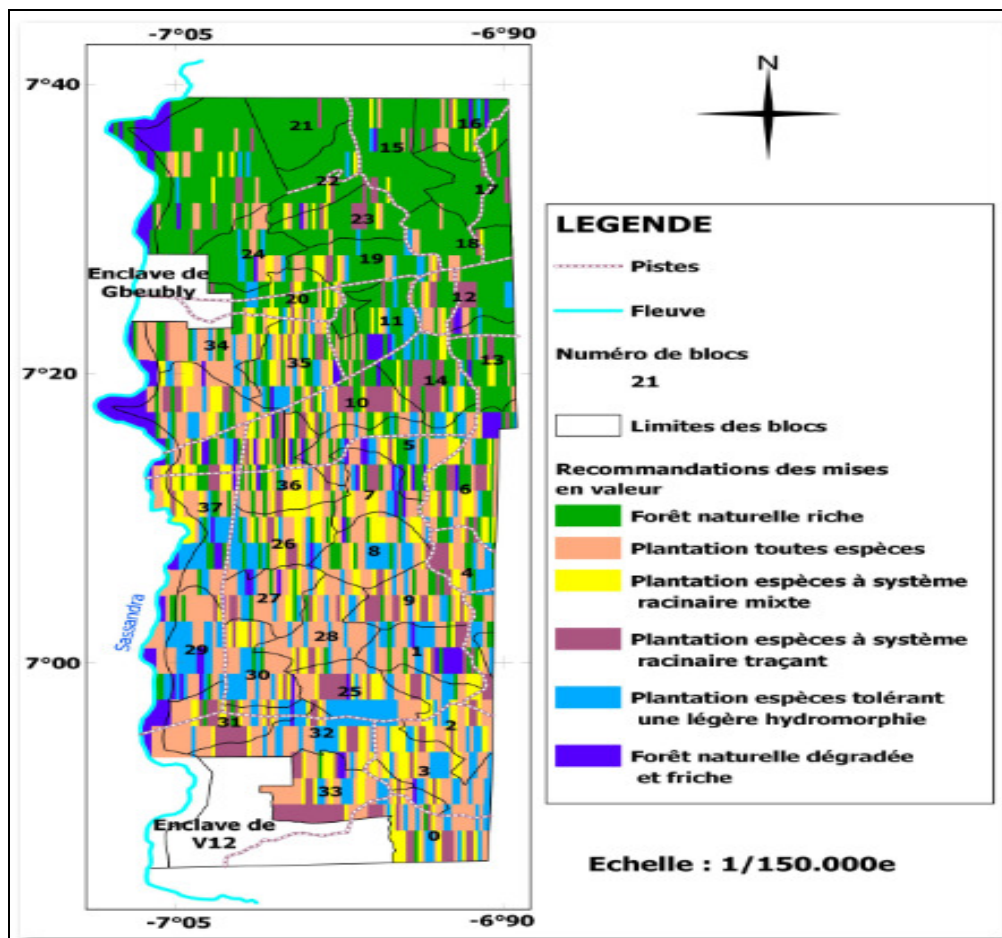 -7°05
-6°90
7°40
N
16
21
15
22
17
23
18
24
19
Enclave de
Gbeubly
20
12
11
34
35
13
14
7°20
10
5
36
7
6
37
26
8
4
27
9
28
Sassandra
29
1
7°00
30
25
31
32
2
3
33
Enclave de
V12
0
-7°05
-6°90
LEGENDE
Pistes
Fleuve
Numéro de blocs
21
Limites des blocs
Recommandations des mises
en valeur
Forêt naturelle riche
Plantation toutes espèces
Plantation espèces à système
racinaire mixte
Plantation espèces à système
racinaire traçant
Plantation espèces tolérant
une légère hydromorphie
Forêt naturelle dégradée
et friche
Echelle : 1/150.000e